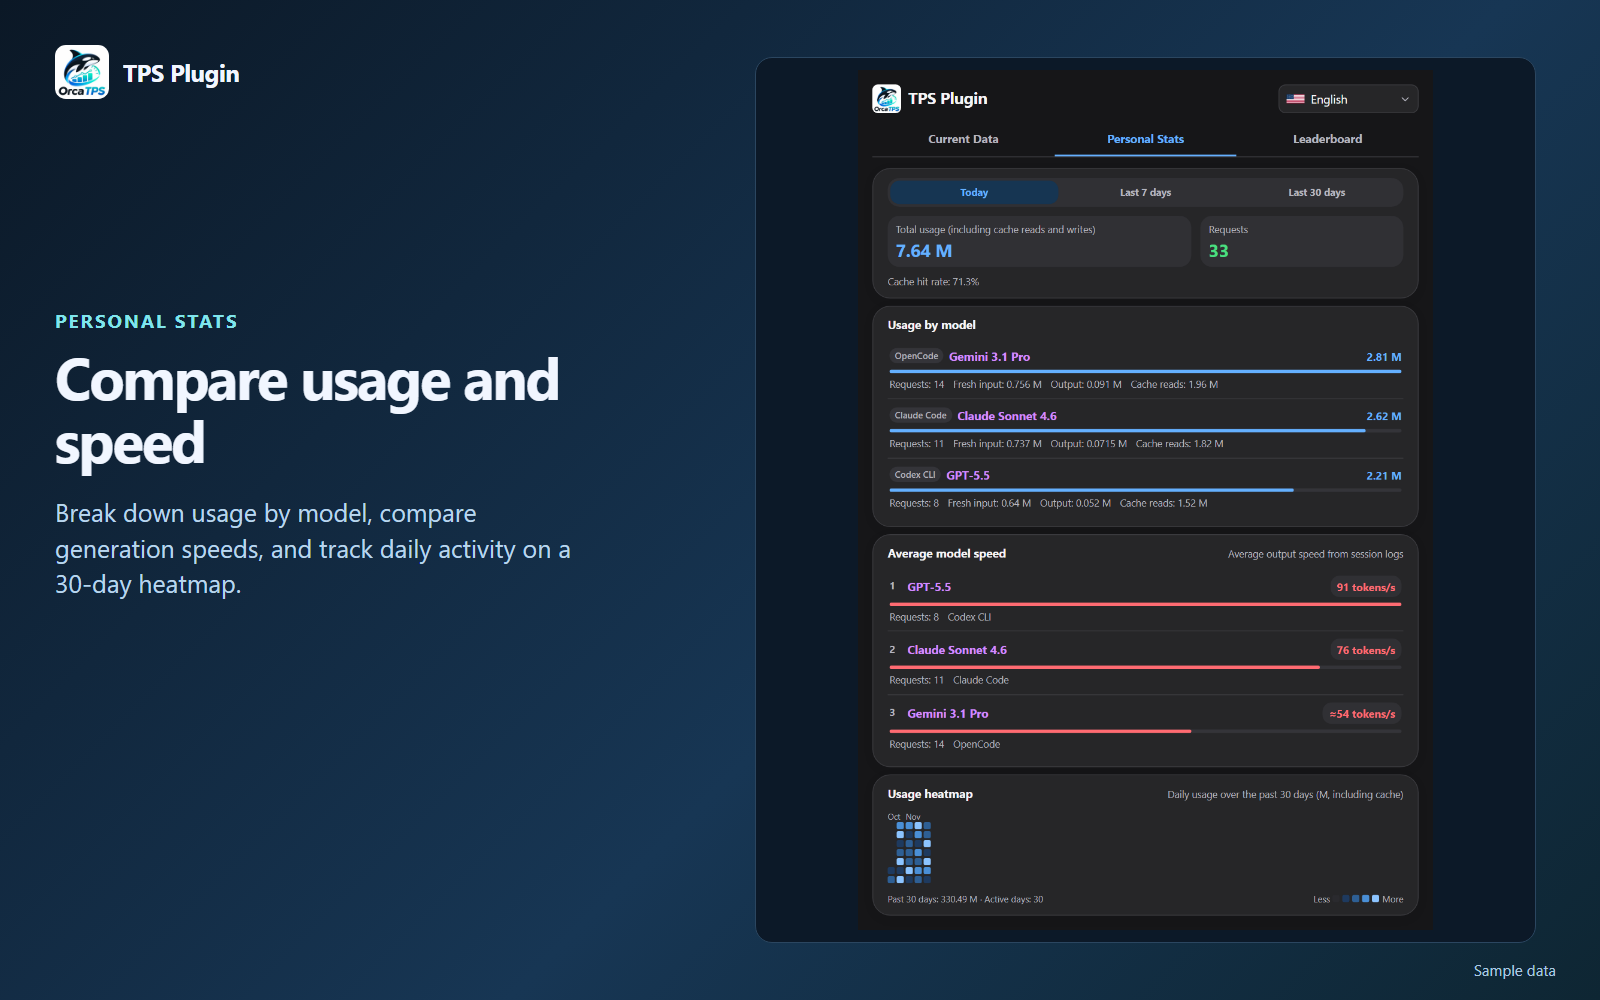 OrcaTPS
TPS Plugin
PERSONAL STATS
Compare usage and
speed
Break down usage by model, compare
generation speeds, and track daily activity on a
30-day heatmap.
OrcaTPS
TPS Plugin
English
Current Data Personal Stats Leaderboard
Today Last 7 days Last 30 days
Total usage (including cache reads and writes) Requests
7.64 M 33
Cache hit rate: 71.3%
Usage by model
OpenCode Gemini 3.1 Pro 2.81 M
Requests: 14 Fresh input: 0.756 M Output: 0.091 M Cache reads: 1.96 M
Claude Code Claude Sonnet 4.6 2.62 M
Requests: 11 Fresh input: 0.737 M Output: 0.0715 M Cache reads: 1.82 M
Codex CLI GPT-5.5 2.21 M
Requests: 8 Fresh input: 0.64 M Output: 0.052 M Cache reads: 1.52 M
Average model speed Average output speed from session logs
1 GPT-5.5 91 tokens/s
Requests: 8 Codex CLI
2 Claude Sonnet 4.6 76 tokens/s
Requests: 11 Claude Code
3 Gemini 3.1 Pro ≈54 tokens/s
Requests: 14 OpenCode
Usage heatmap Daily usage over the past 30 days (M, including cache)
Oct Nov
Past 30 days: 330.49 M · Active days: 30 Less More
Sample data